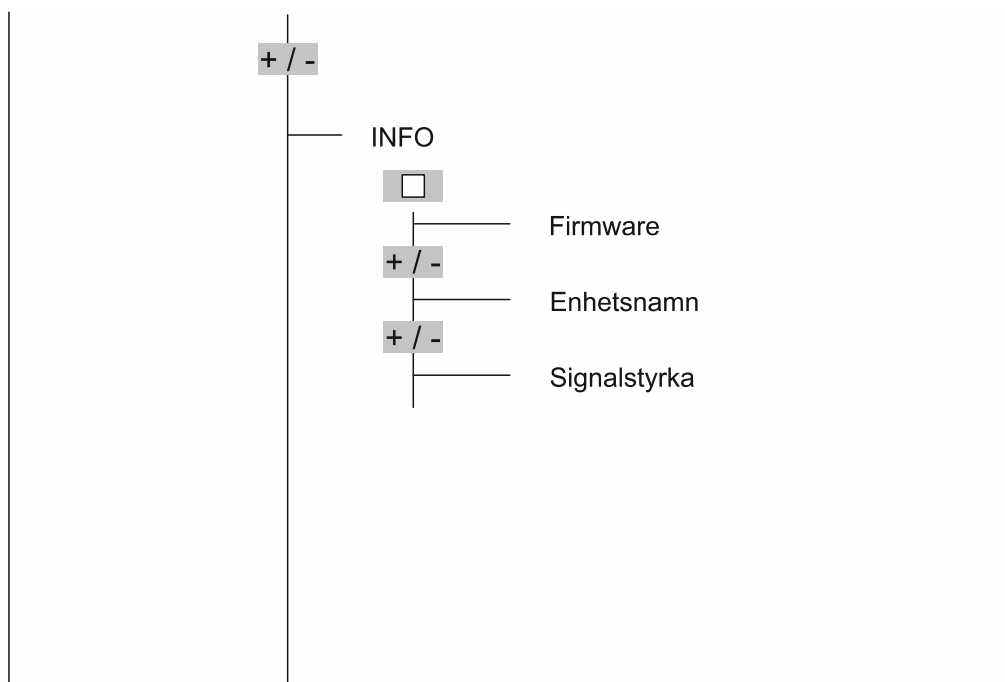 + / -
INFO
Firmware
+ / -
Enhetsnamn
+ / -
Signalstyrka